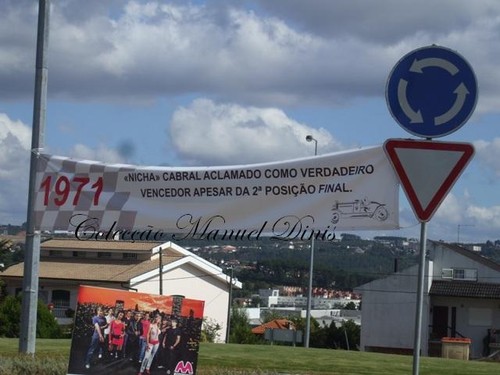 1971
«NICHA» CABRAL ACLAMADO COMO VERDADEIRO
VENCEDOR APESAR DA 2ª POSIÇÃO FINAL.
Colecção Manuel Dinis
M